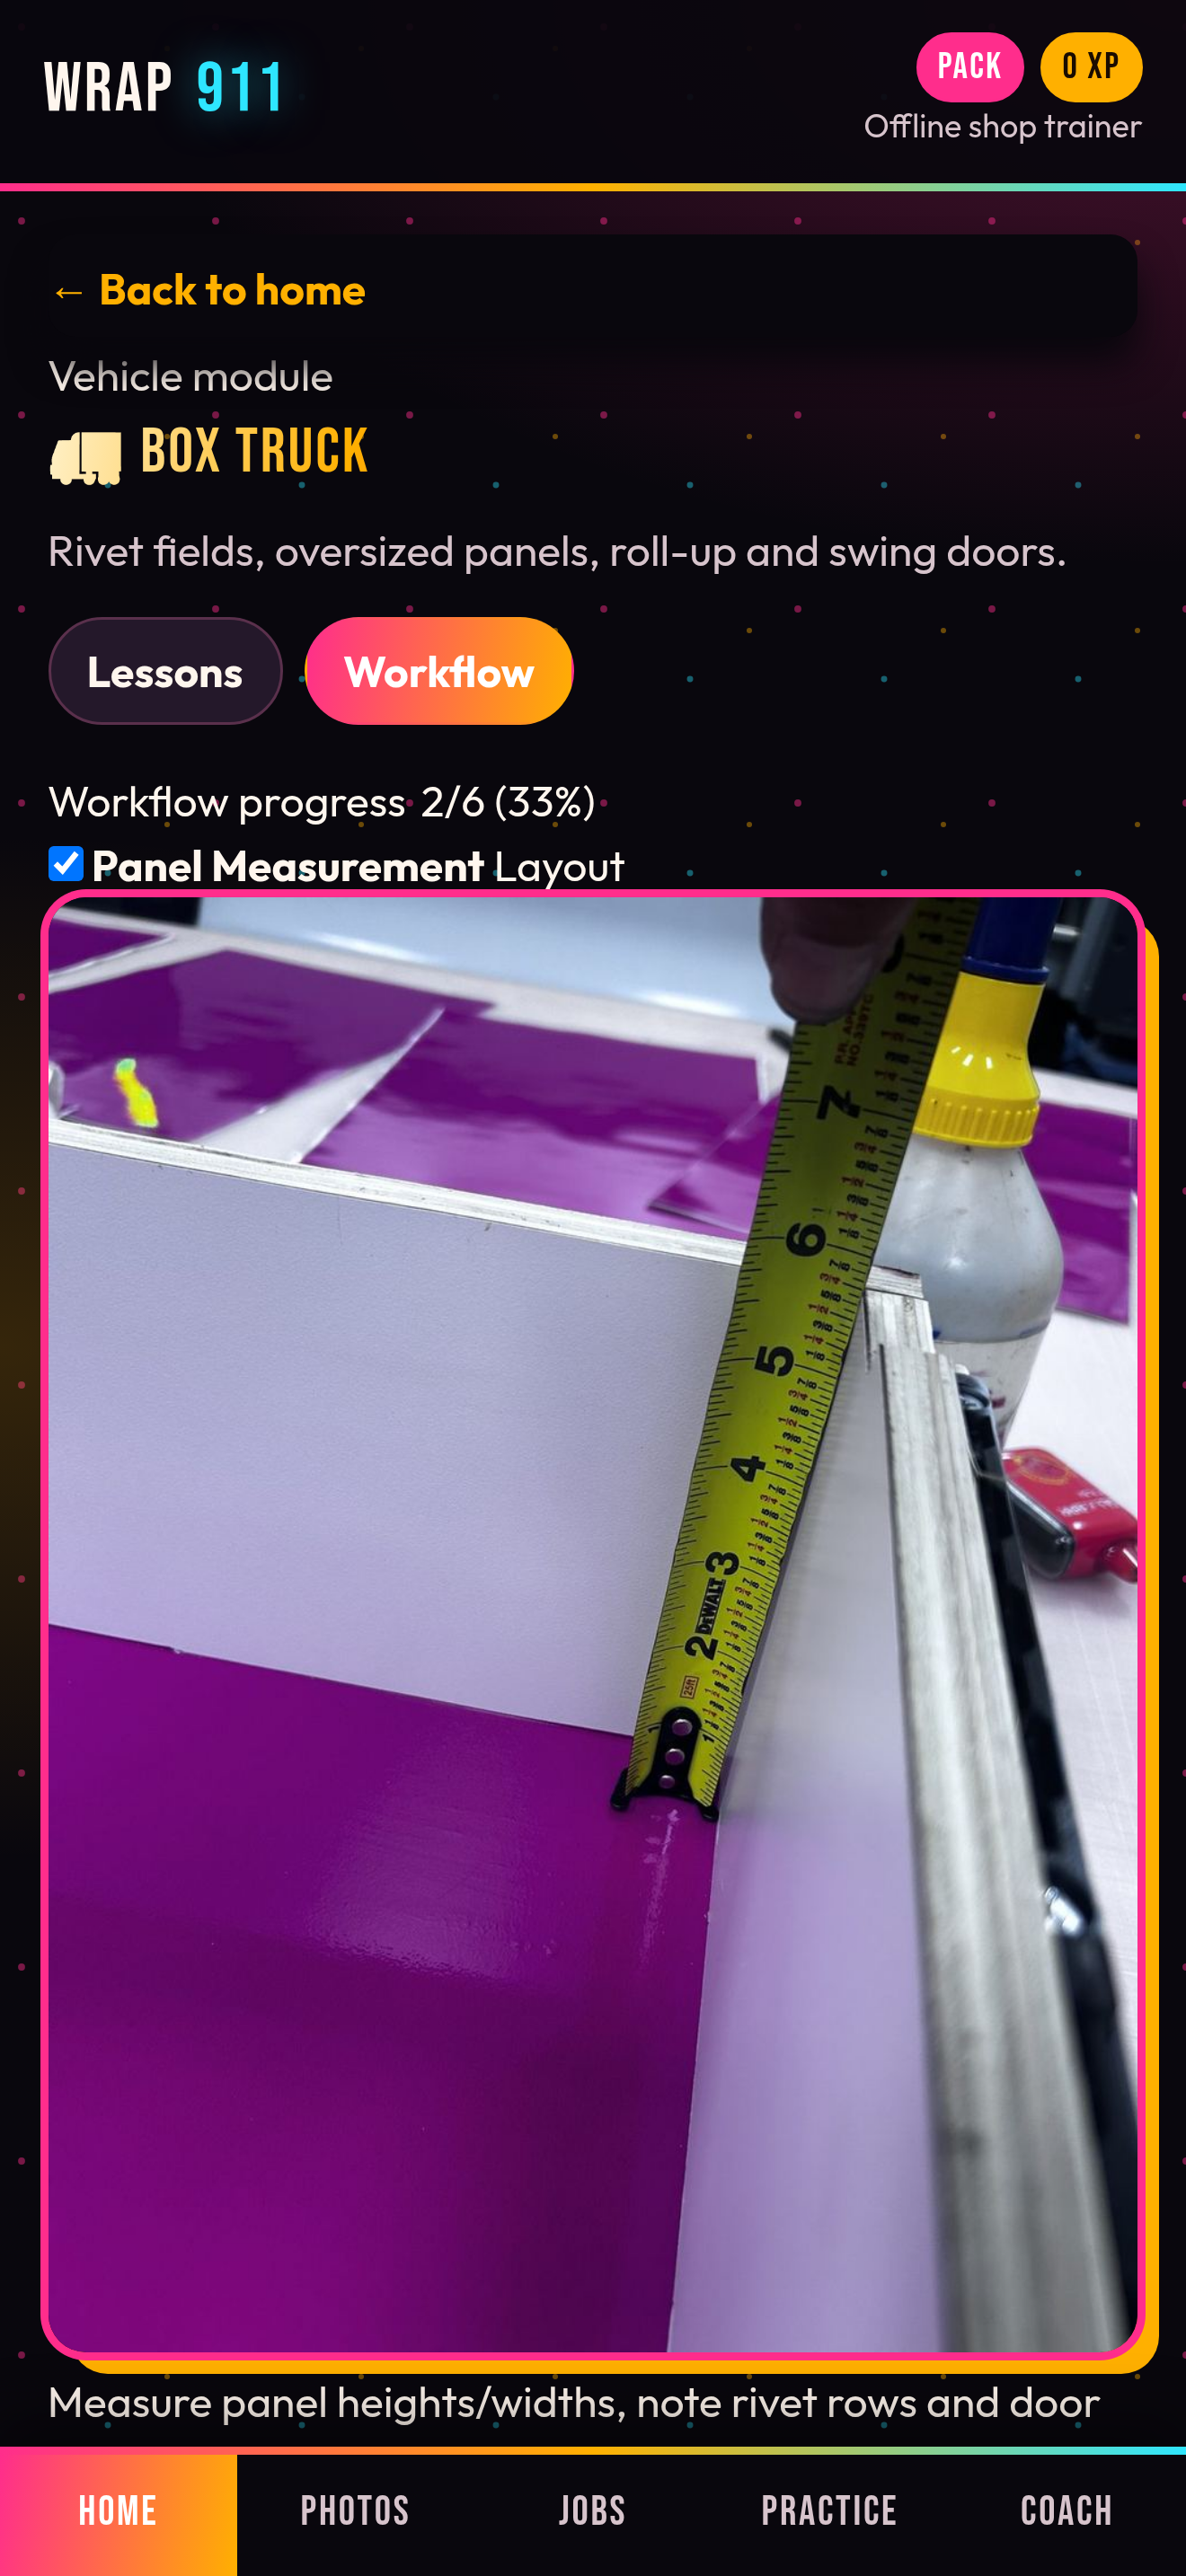 WRAP 911
PACK
0 XP
Offline shop trainer
← Back to home
Vehicle module
BOX TRUCK
Rivet fields, oversized panels, roll-up and swing doors.
Lessons
Workflow
Workflow progress 2/6 (33%)
Panel Measurement Layout
7
6
5
4
3
DEWALT
2
25ft
1
Measure panel heights/widths, note rivet rows and door
HOME
PHOTOS
JOBS
PRACTICE
COACH